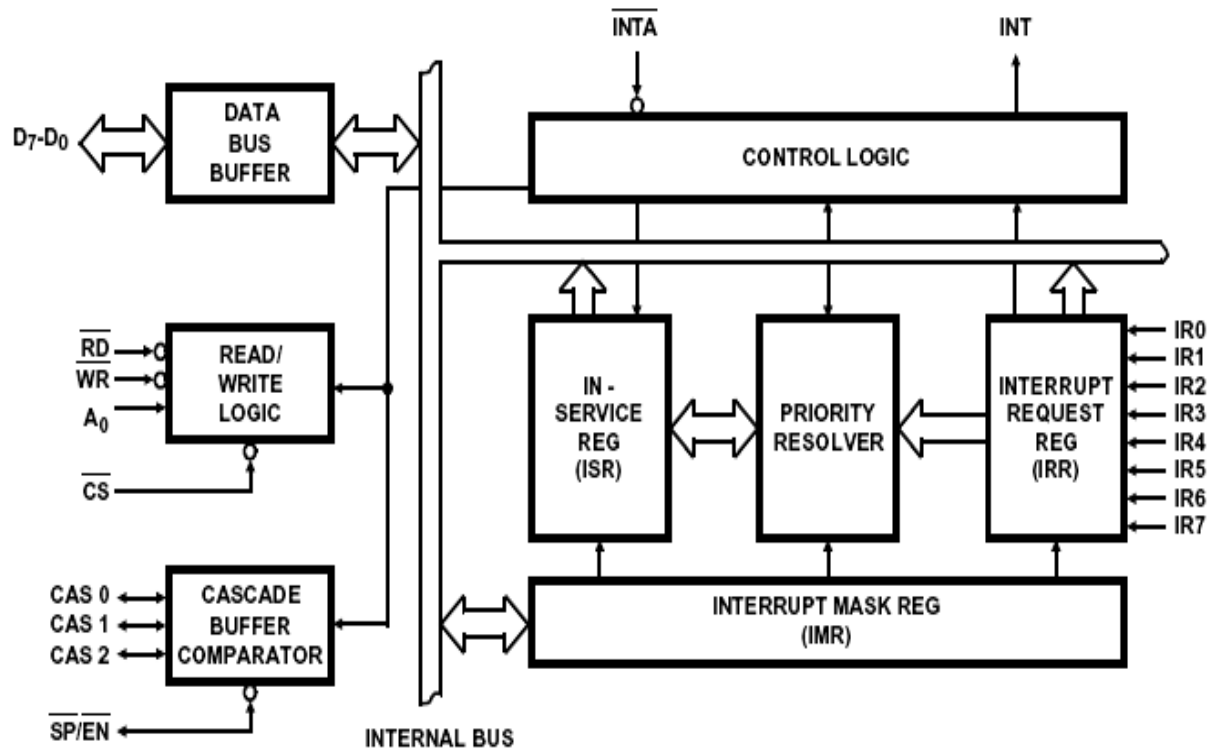 INTA
INT
D7-D0
DATA
BUS
BUFFER
CONTROL LOGIC
RD
WR
A0
CS
READ/
WRITE
LOGIC
IN -
SERVICE
REG
(ISR)
PRIORITY
RESOLVER
INTERRUPT
REQUEST
REG
(IRR)
IR0
IR1
IR2
IR3
IR4
IR5
IR6
IR7
CAS 0
CAS 1
CAS 2
CASCADE
BUFFER
COMPARATOR
SP/EN
INTERRUPT MASK REG
(IMR)
INTERNAL BUS